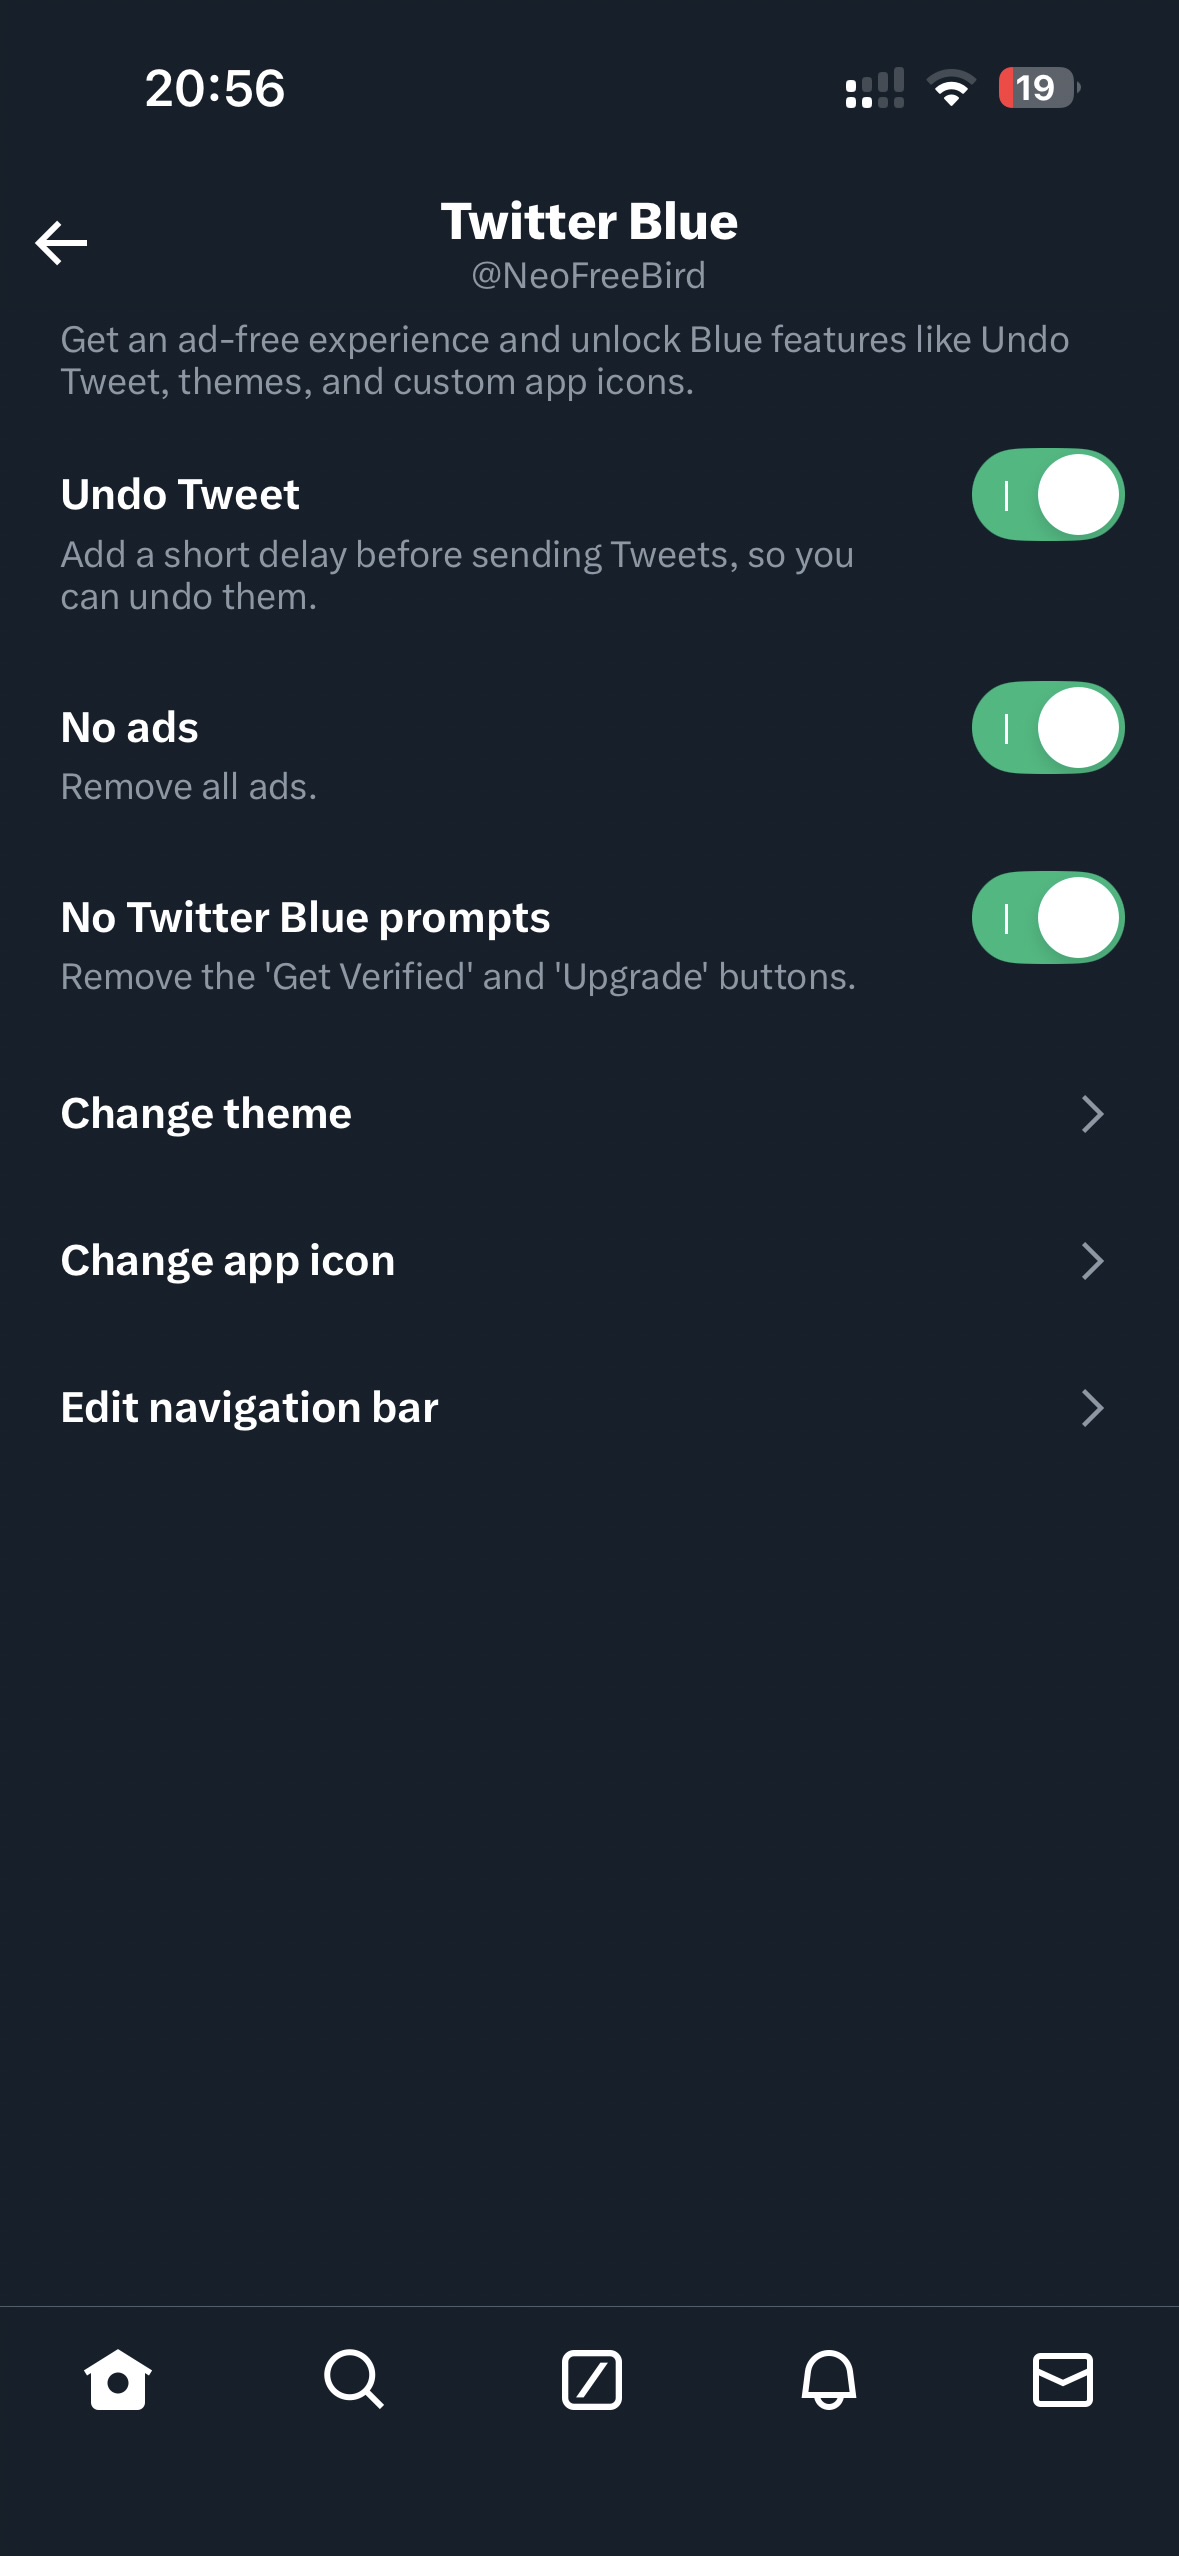 20:56
19
Twitter Blue
@NeoFreeBird
Get an ad-free experience and unlock Blue features like Undo
Tweet, themes, and custom app icons.
Undo Tweet
Add a short delay before sending Tweets, so you
can undo them.
No ads
Remove all ads.
No Twitter Blue prompts
Remove the 'Get Verified' and 'Upgrade' buttons.
Change theme
Change app icon
Edit navigation bar